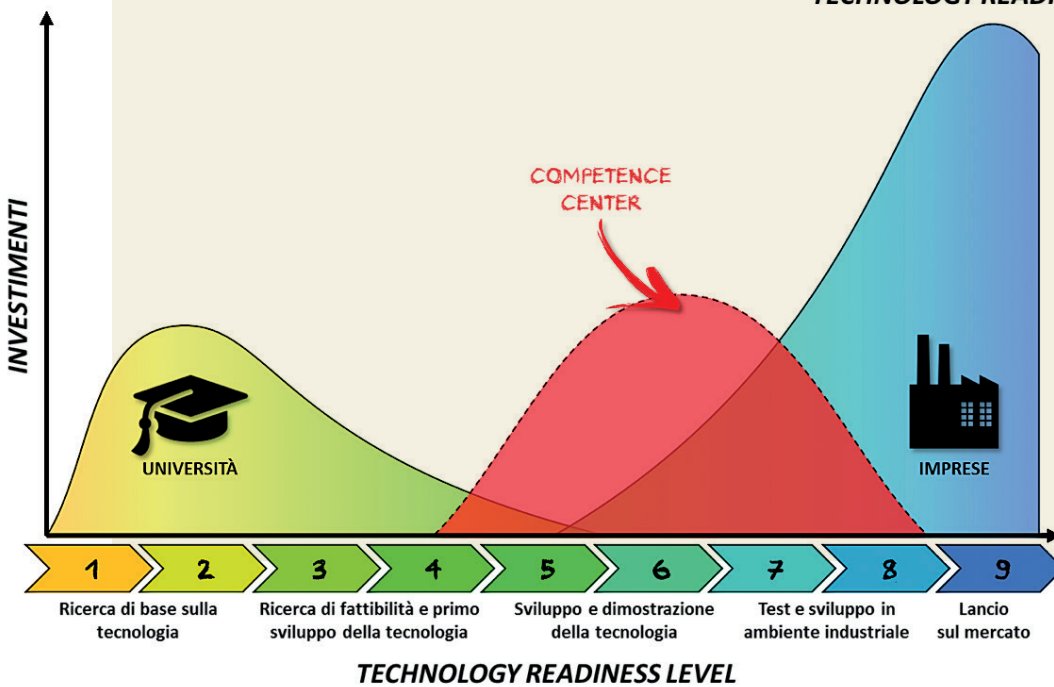 TECHNOLOGY READI
INVESTIMENTI
COMPETENCE
CENTER
UNIVERSITÀ
IMPRESE
1
2
3
4
5
6
7
8
9
Ricerca di base sulla
tecnologia
Ricerca di fattibilità e primo
sviluppo della tecnologia
Sviluppo e dimostrazione
della tecnologia
Test e sviluppo in
ambiente industriale
Lancio
sul mercato
TECHNOLOGY READINESS LEVEL